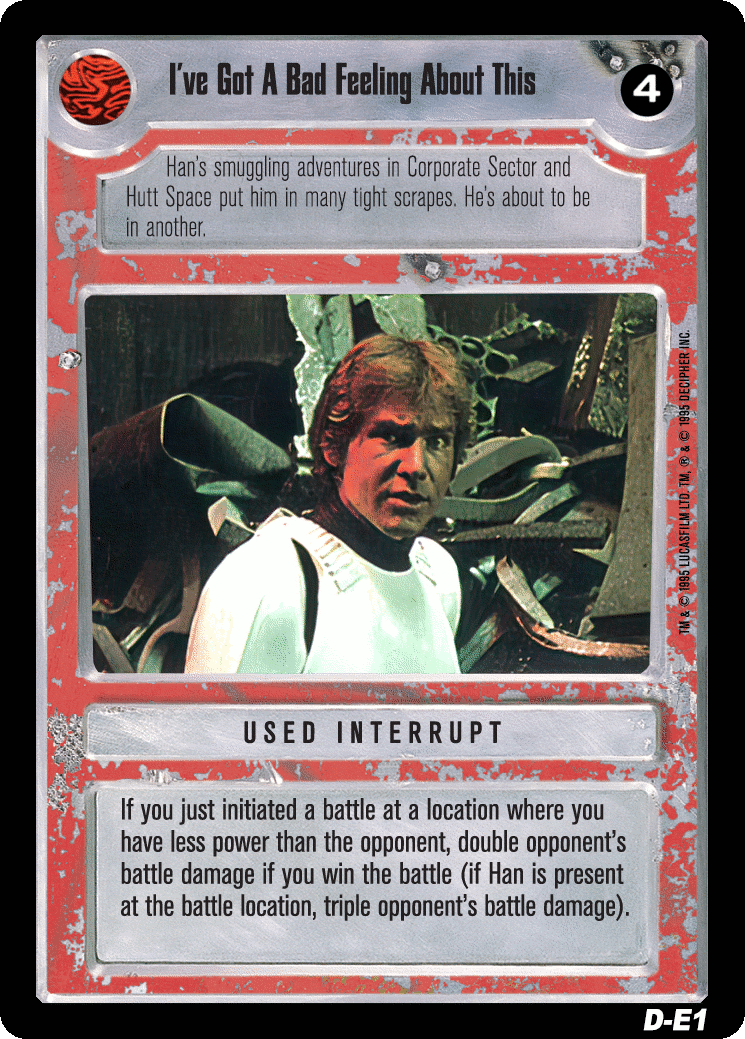 I've Got A Bad Feeling About This
4
Han's smuggling adventures in Corporate Sector and
Hutt Space put him in many tight scrapes. He's about to be
in another.
TM & © 1995 LUCASFILM LTD. TM, ® & © 1995 DECIPHER INC.
USED INTERRUPT
If you just initiated a battle at a location where you
have less power than the opponent, double opponent's
battle damage if you win the battle (if Han is present
at the battle location, triple opponent's battle damage).
D-E1